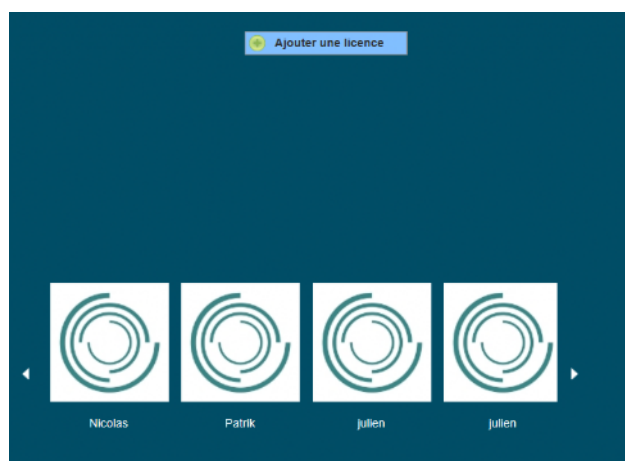 Ajouter une licence
Nicolas
Patrik
julien
julien